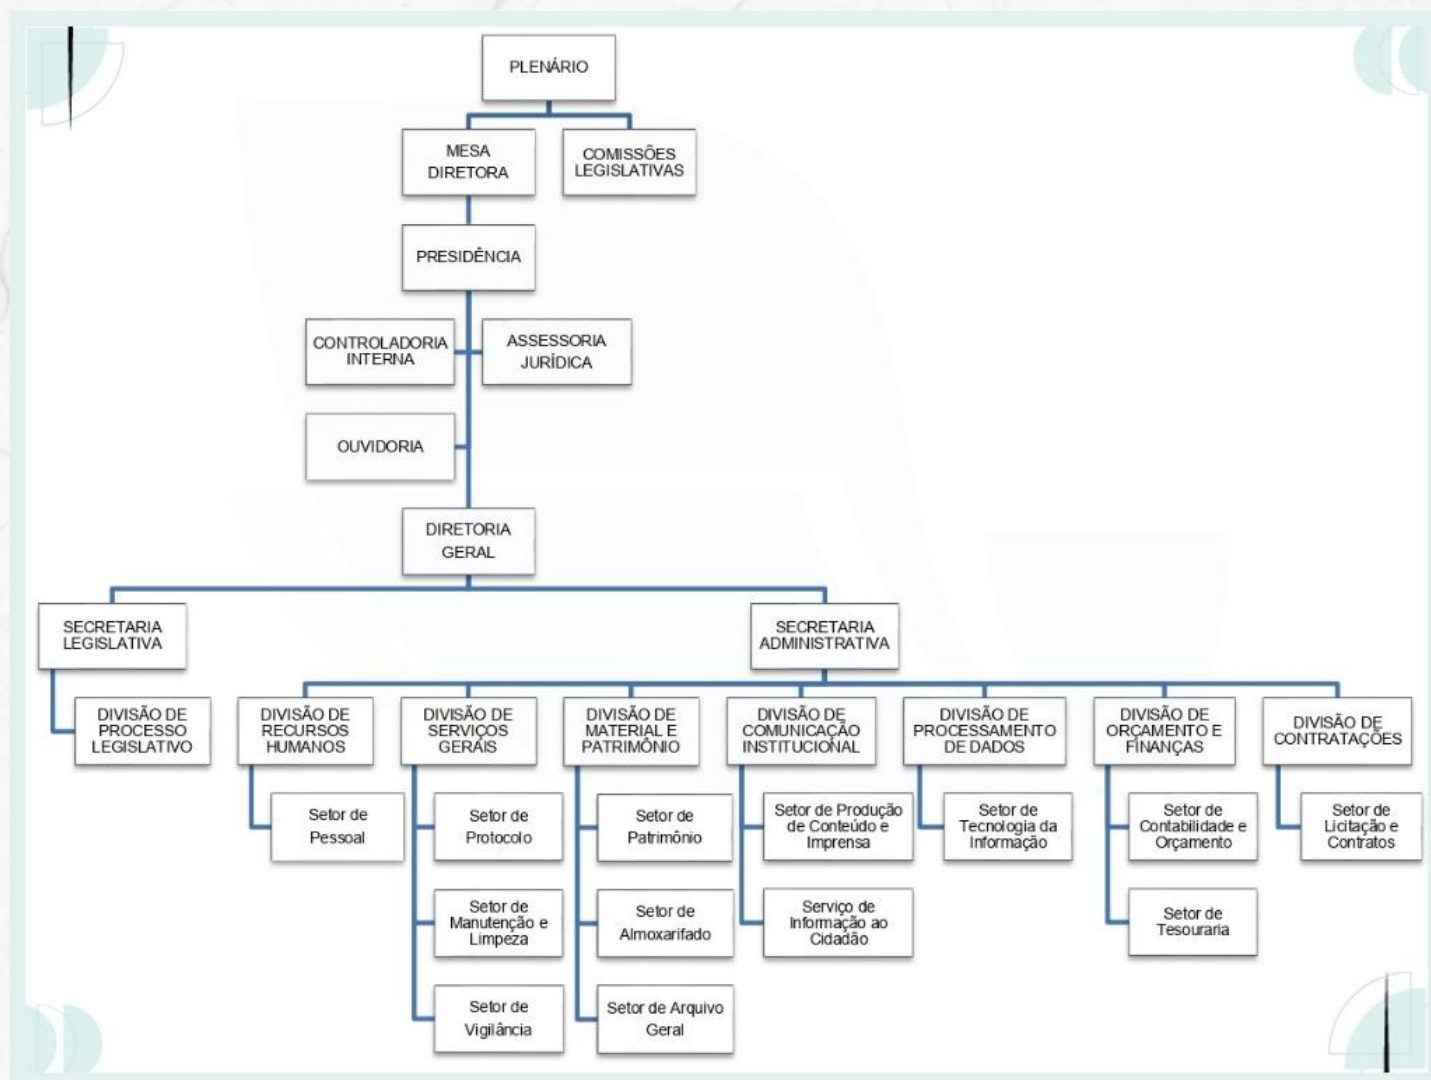 PLENÁRIO
MESA
DIRETORA
COMISSÕES
LEGISLATIVAS
PRESIDÊNCIA
CONTROLADORIA
INTERNA
ASSESSORIA
JURÍDICA
OUVIDORIA
DIRETORIA
GERAL
SECRETARIA
LEGISLATIVA
SECRETARIA
ADMINISTRATIVA
DIVISÃO DE
PROCESSO
LEGISLATIVO
DIVISÃO DE
RECURSOS
HUMANOS
DIVISÃO DE
SERVIÇOS
GERAIS
DIVISÃO DE
MATERIAL E
PATRIMÔNIO
DIVISÃO DE
COMUNICAÇÃO
INSTITUCIONAL
DIVISÃO DE
PROCESSAMENTO
DE DADOS
DIVISÃO DE
ORÇAMENTO E
FINANÇAS
DIVISÃO DE
CONTRATAÇÕES
Setor de
Pessoal
Setor de
Protocolo
Setor de
Patrimônio
Setor de Produção
de Conteúdo e
Imprensa
Setor de
Tecnologia da
Informação
Setor de
Contabilidade e
Orçamento
Setor de
Licitação e
Contratos
Setor de
Manutenção e
Limpeza
Setor de
Almoxarifado
Serviço de
Informação ao
Cidadão
Setor de
Tesouraria
Setor de
Vigilância
Setor de Arquivo
Geral